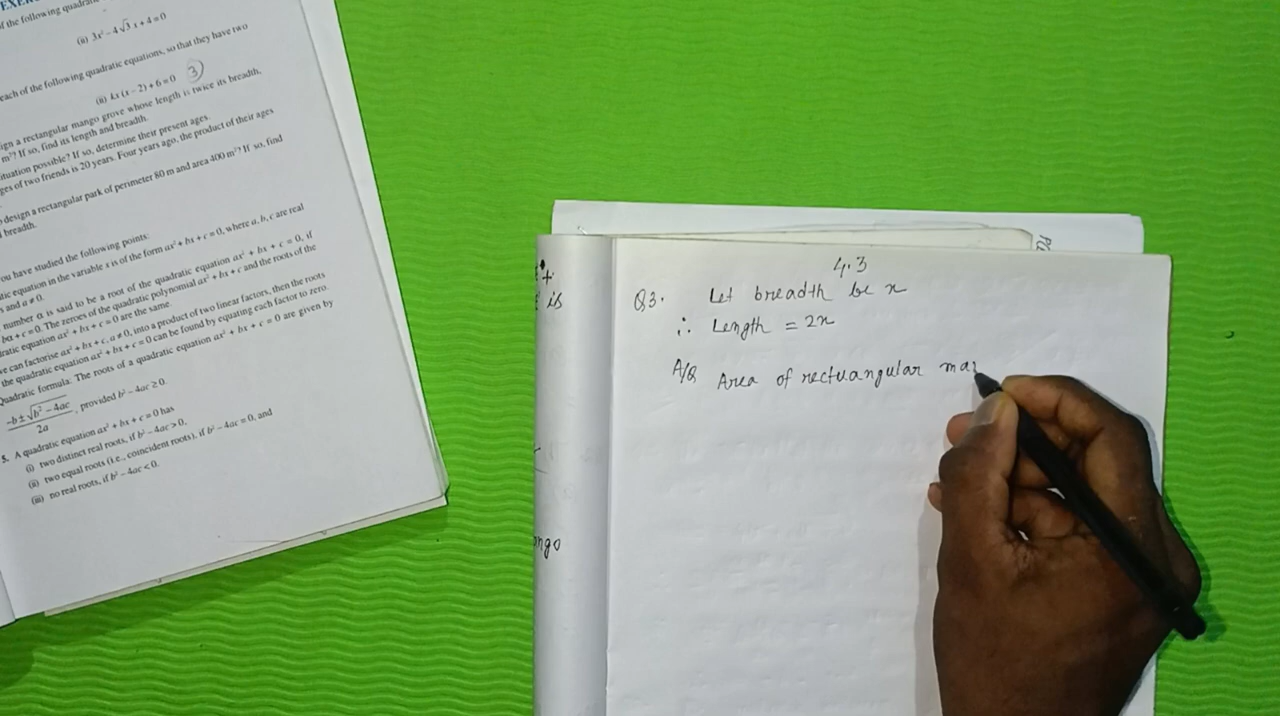 EXER
of the following quadratic
(ii) 3x² – 4√3 x + 4 = 0
each of the following quadratic equations, so that they have two
(ii) kx (x – 2) + 6 = 0 3
ign a rectangular mango grove whose length is twice its breadth,
m²? If so, find its length and breadth.
ituation possible? If so, determine their present ages.
ges of two friends is 20 years. Four years ago, the product of their ages
design a rectangular park of perimeter 80 m and area 400 m²? If so, find
breadth.
ou have studied the following points:
tic equation in the variable x is of the form ax² + bx + c = 0, where a, b, c are real
s and a ≠ 0.
number α is said to be a root of the quadratic equation ax² + bx + c = 0, if
bα + c = 0. The zeroes of the quadratic polynomial ax² + bx + c and the roots of the
dratic equation ax² + bx + c = 0 are the same.
we can factorise ax² + bx + c, a ≠ 0, into a product of two linear factors, then the roots
the quadratic equation ax² + bx + c = 0 can be found by equating each factor to zero.
Quadratic formula: The roots of a quadratic equation ax² + bx + c = 0 are given by
-b ± √b² – 4ac / 2a , provided b² – 4ac ≥ 0.
5. A quadratic equation ax² + bx + c = 0 has
(i) two distinct real roots, if b² – 4ac > 0,
(ii) two equal roots (i.e., coincident roots), if b² – 4ac = 0, and
(iii) no real roots, if b² – 4ac < 0.
is
ngo
4.3
Q3. Let breadth be x
∴ Length = 2x
A/Q Area of rectuangular man